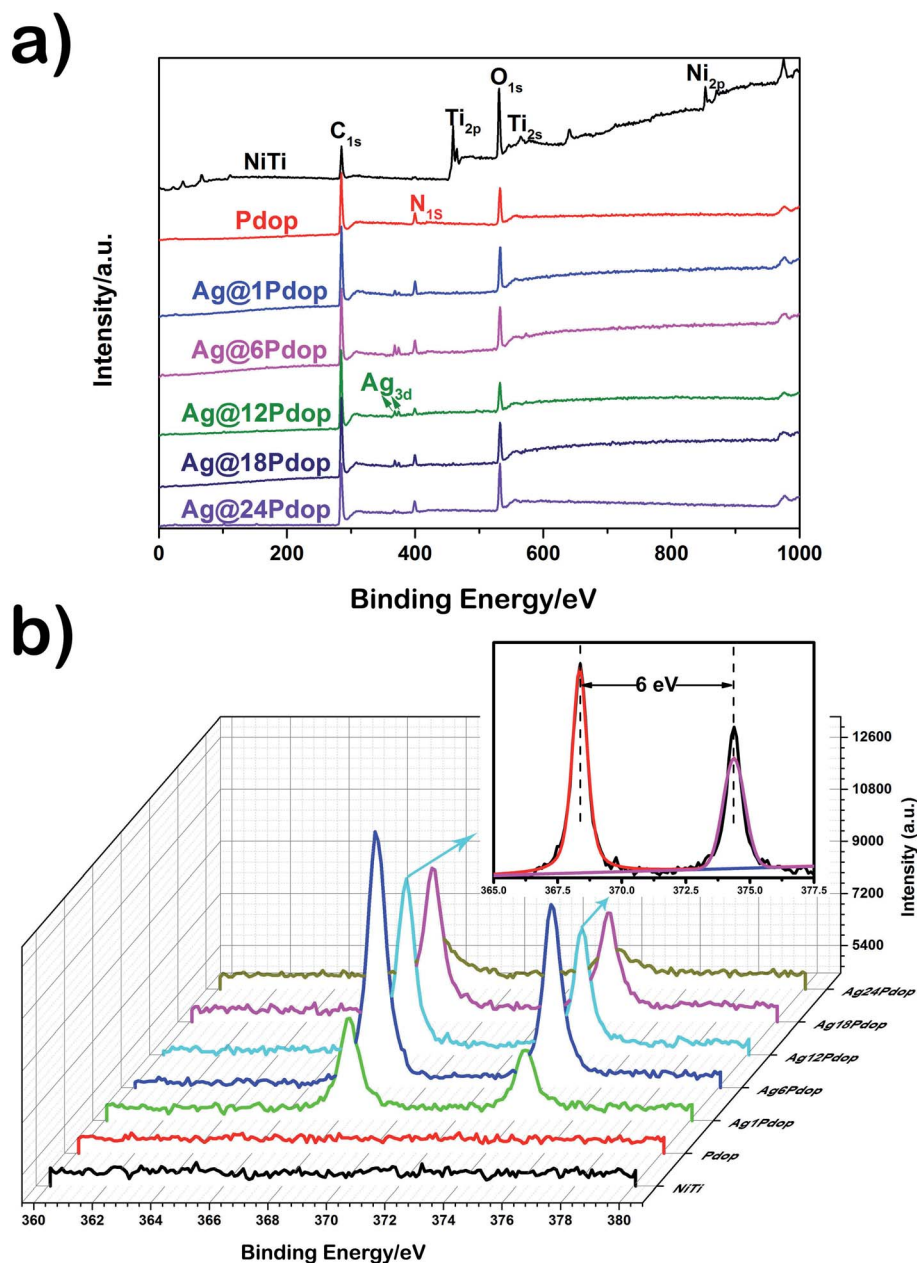 a)
Intensity/a.u.
NiTi
C1s
Ti2p
O1s
Ti2s
Ni2p
Pdop
N1S
Ag@1Pdop
Ag@6Pdop
Ag@12Pdop
Ag3d
Ag@18Pdop
Ag@24Pdop
0 200 400 600 800 1000
Binding Energy/eV
b)
6 eV
365.0 367.5 370.0 372.5 375.0 377.5
12600
10800
9000
7200
5400
Intensity (a.u.)
Ag24Pdop
Ag18Pdop
Ag12Pdop
Ag6Pdop
Ag1Pdop
Pdop
NiTi
360 362 364 366 368 370 372 374 376 378 380
Binding Energy/eV